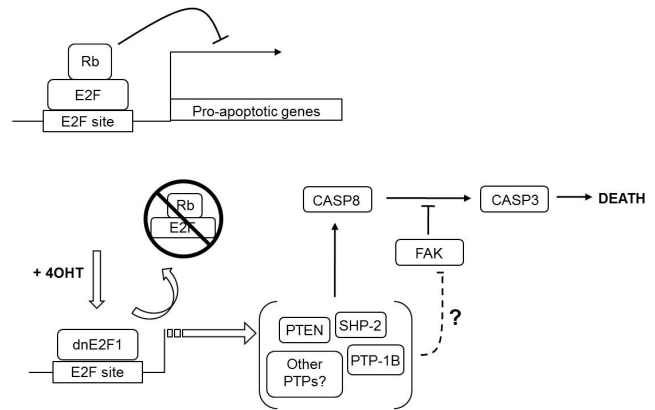 Rb
E2F
E2F site
Pro-apoptotic genes
Rb
E2F
CASP8
CASP3
DEATH
FAK
+ 4OHT
?
dnE2F1
E2F site
PTEN
SHP-2
Other
PTPs?
PTP-1B